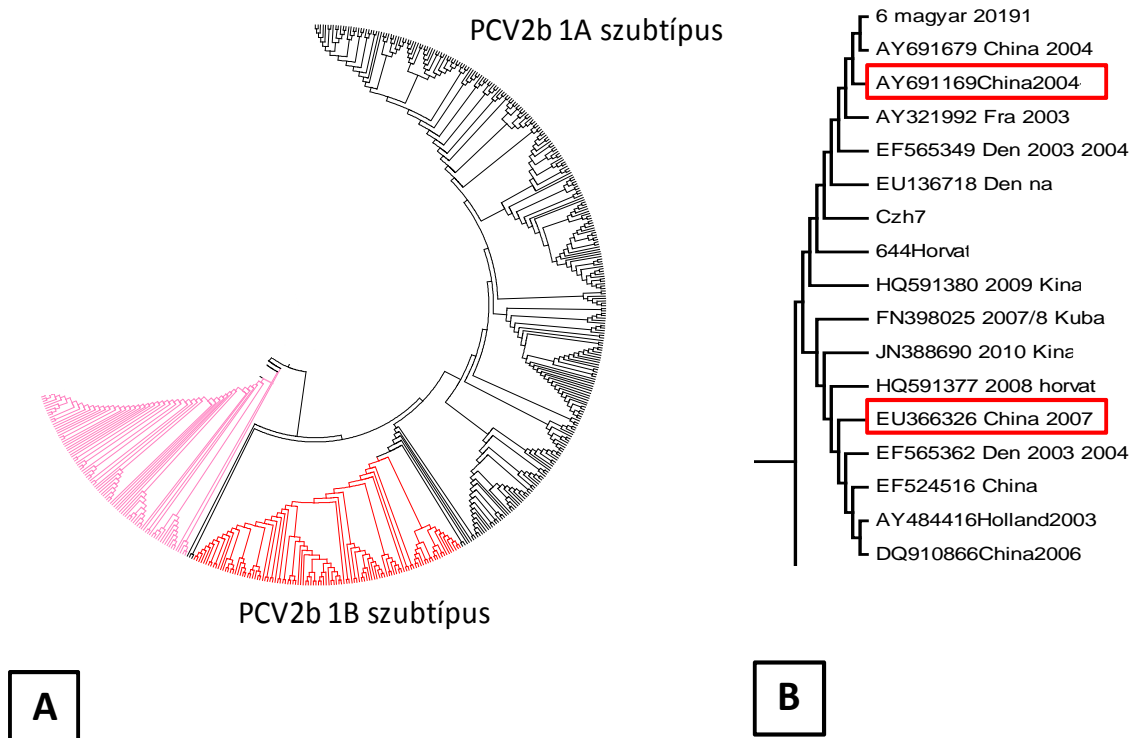 PCV2b 1A szubtípus
PCV2b 1B szubtípus
A
6 magyar 20191
AY691679 China 2004
AY691169China2004
AY321992 Fra 2003
EF565349 Den 2003 2004
EU136718 Den na
Czh7
644Horvat
HQ591380 2009 Kina
FN398025 2007/8 Kuba
JN388690 2010 Kina
HQ591377 2008 horvat
EU366326 China 2007
EF565362 Den 2003 2004
EF524516 China
AY484416Holland2003
DQ910866China2006
B